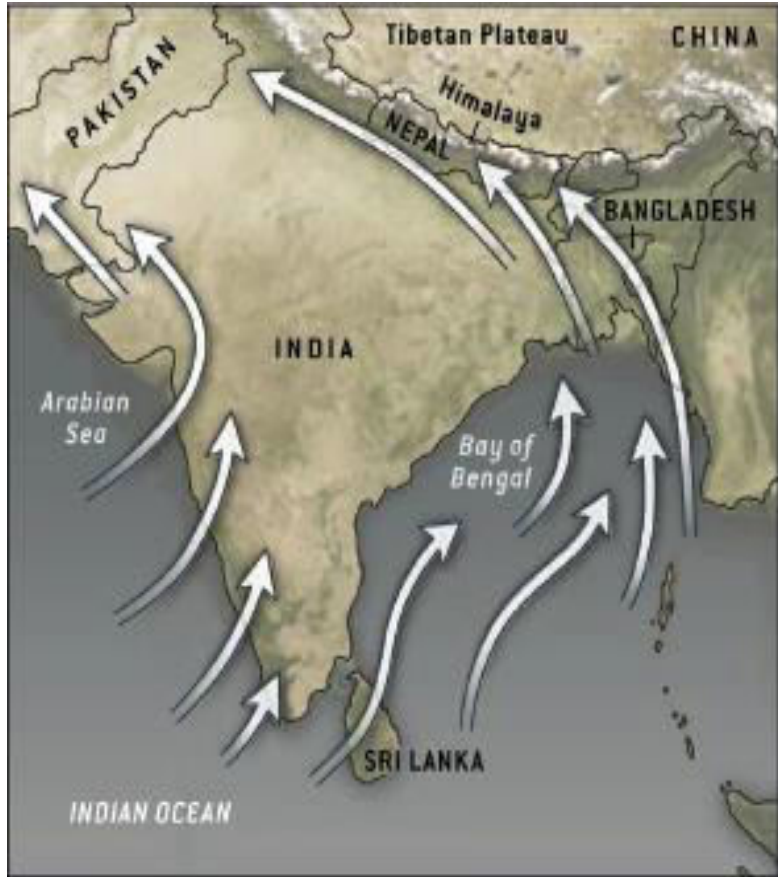 Tibetan Plateau
CHINA
PAKISTAN
Himalaya
NEPAL
BANGLADESH
INDIA
Arabian
Sea
Bay of
Bengal
SRI LANKA
INDIAN OCEAN